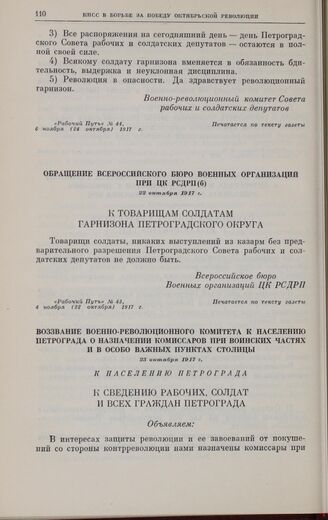 110
КПСС В БОРЬБЕ ЗА ПОБЕДУ ОКТЯБРЬСКОЙ РЕВОЛЮЦИИ
3) Все распоряжения на сегодняшний день — день Петроград-
ского Совета рабочих и солдатских депутатов — остаются в пол-
ной своей силе.
4) Всякому солдату гарнизона вменяется в обязанность бди-
тельность, выдержка и неуклонная дисциплина.
5) Революция в опасности. Да здравствует революционный
гарнизон.
Военно-революционный комитет Совета
рабочих и солдатских депутатов
«Рабочий Путь» № 44,
6 ноября (24 октября) 1917 г.
Печатается по тексту газеты
ОБРАЩЕНИЕ ВСЕРОССИЙСКОГО БЮРО ВОЕННЫХ ОРГАНИЗАЦИЙ
ПРИ ЦК РСДРП(б)
22 октября 1917 г.
К ТОВАРИЩАМ СОЛДАТАМ
ГАРНИЗОНА ПЕТРОГРАДСКОГО ОКРУГА
Товарищи солдаты, никаких выступлений из казарм без пред-
варительного разрешения Петроградского Совета рабочих и сол-
датских депутатов не должно быть.
Всероссийское бюро
Военных организаций ЦК РСДРП
«Рабочий Путь» № 43,
4 ноября (22 октября) 1917 г.
Печатается по тексту газеты
ВОЗЗВАНИЕ ВОЕННО-РЕВОЛЮЦИОННОГО КОМИТЕТА К НАСЕЛЕНИЮ
ПЕТРОГРАДА О НАЗНАЧЕНИИ КОМИССАРОВ ПРИ ВОИНСКИХ ЧАСТЯХ
И В ОСОБО ВАЖНЫХ ПУНКТАХ СТОЛИЦЫ
23 октября 1917 г.
К НАСЕЛЕНИЮ ПЕТРОГРАДА
К СВЕДЕНИЮ РАБОЧИХ, СОЛДАТ
И ВСЕХ ГРАЖДАН ПЕТРОГРАДА
Объявляем:
В интересах защиты революции и ее завоеваний от покуше-
ний со стороны контрреволюции нами назначены комиссары при